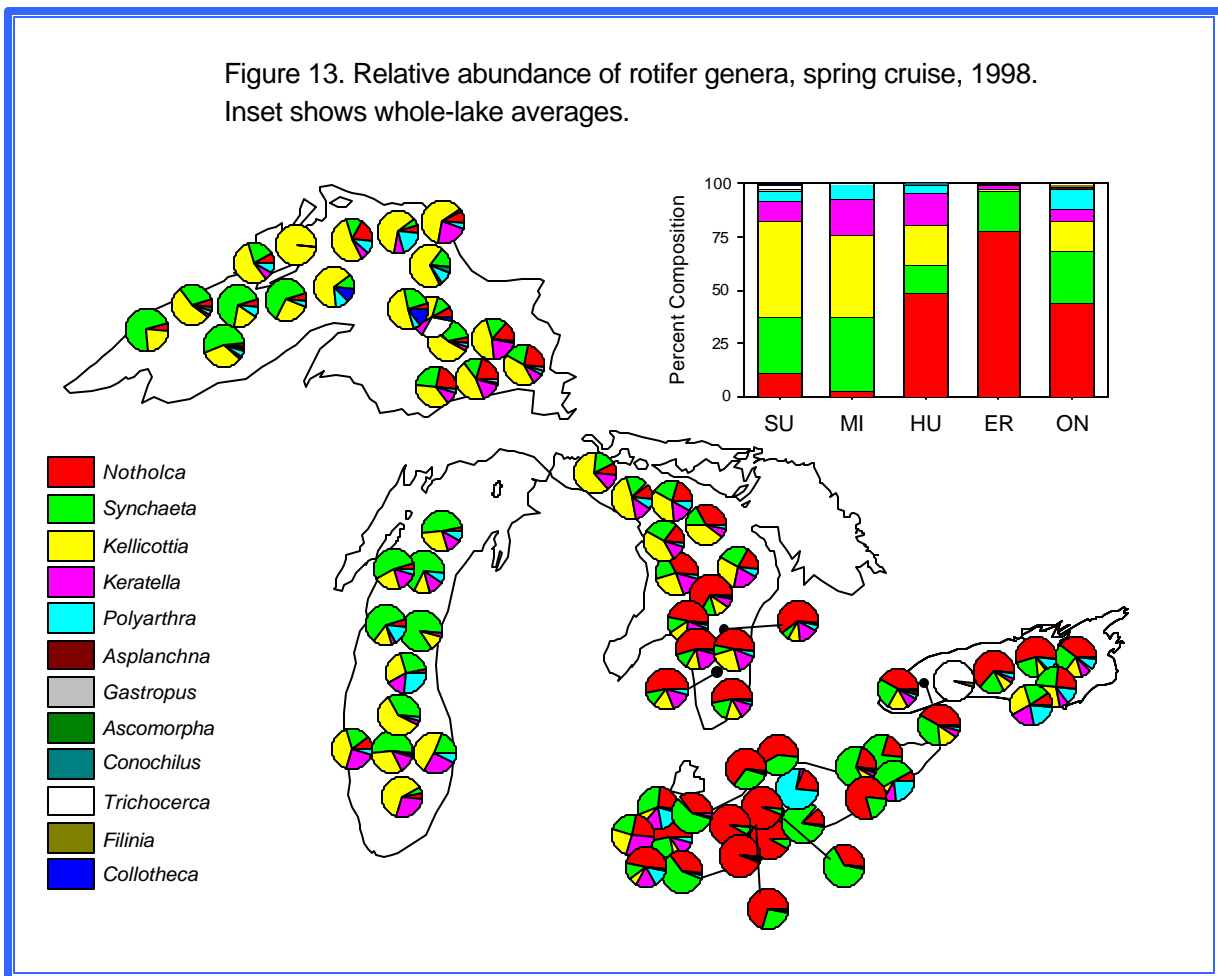 Figure 13. Relative abundance of rotifer genera, spring cruise, 1998.
Inset shows whole-lake averages.
Percent Composition
100
75
50
25
0
SU MI HU ER ON
Notholca
Synchaeta
Kellicottia
Keratella
Polyarthra
Asplanchna
Gastropus
Ascomorpha
Conochilus
Trichocerca
Filinia
Collotheca